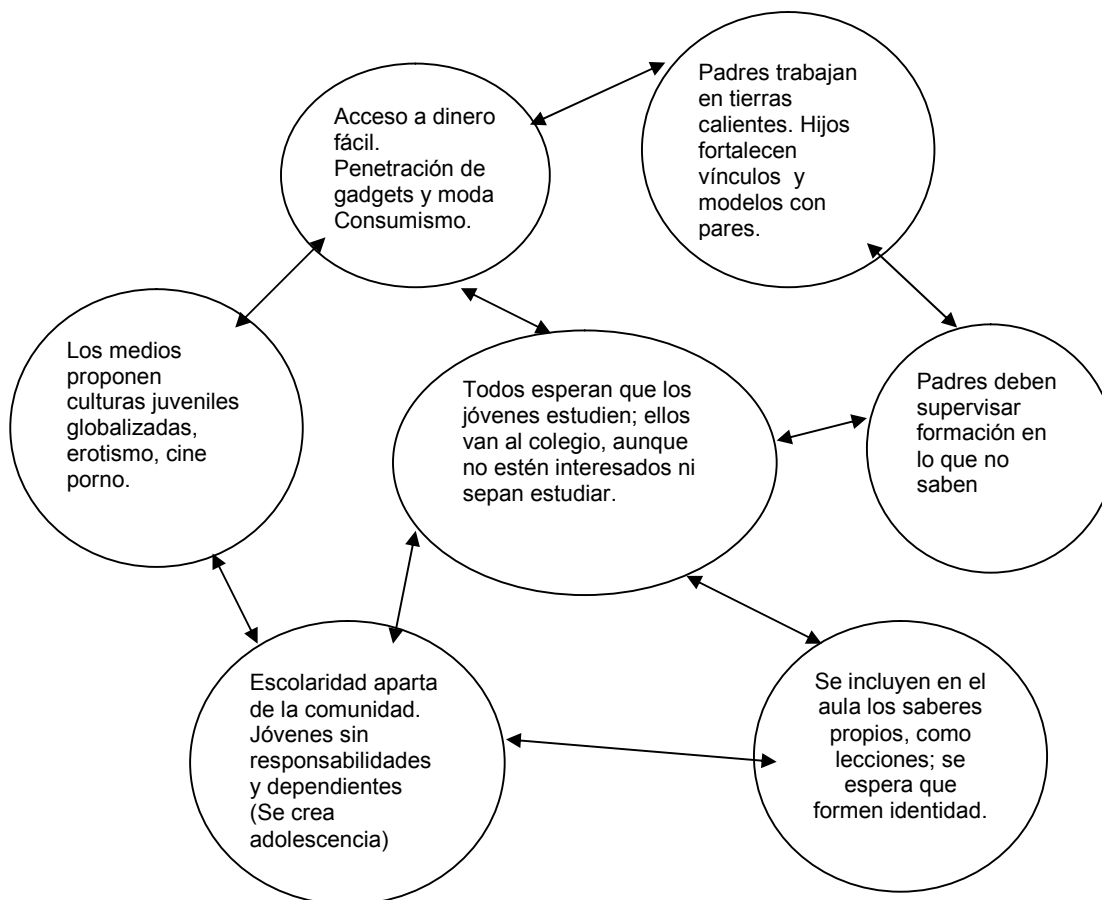 Acceso a dinero
fácil.
Penetración de
gadgets y moda
Consumismo.
Padres trabajan
en tierras
calientes. Hijos
fortalecen
vínculos y
modelos con
pares.
Los medios
proponen
culturas juveniles
globalizadas,
erotismo, cine
porno.
Todos esperan que los
jóvenes estudien; ellos
van al colegio, aunque
no estén interesados ni
sepan estudiar.
Padres deben
supervisar
formación en
lo que no
saben
Escolaridad aparta
de la comunidad.
Jóvenes sin
responsabilidades
y dependientes
(Se crea
adolescencia)
Se incluyen en el
aula los saberes
propios, como
lecciones; se
espera que
formen identidad.